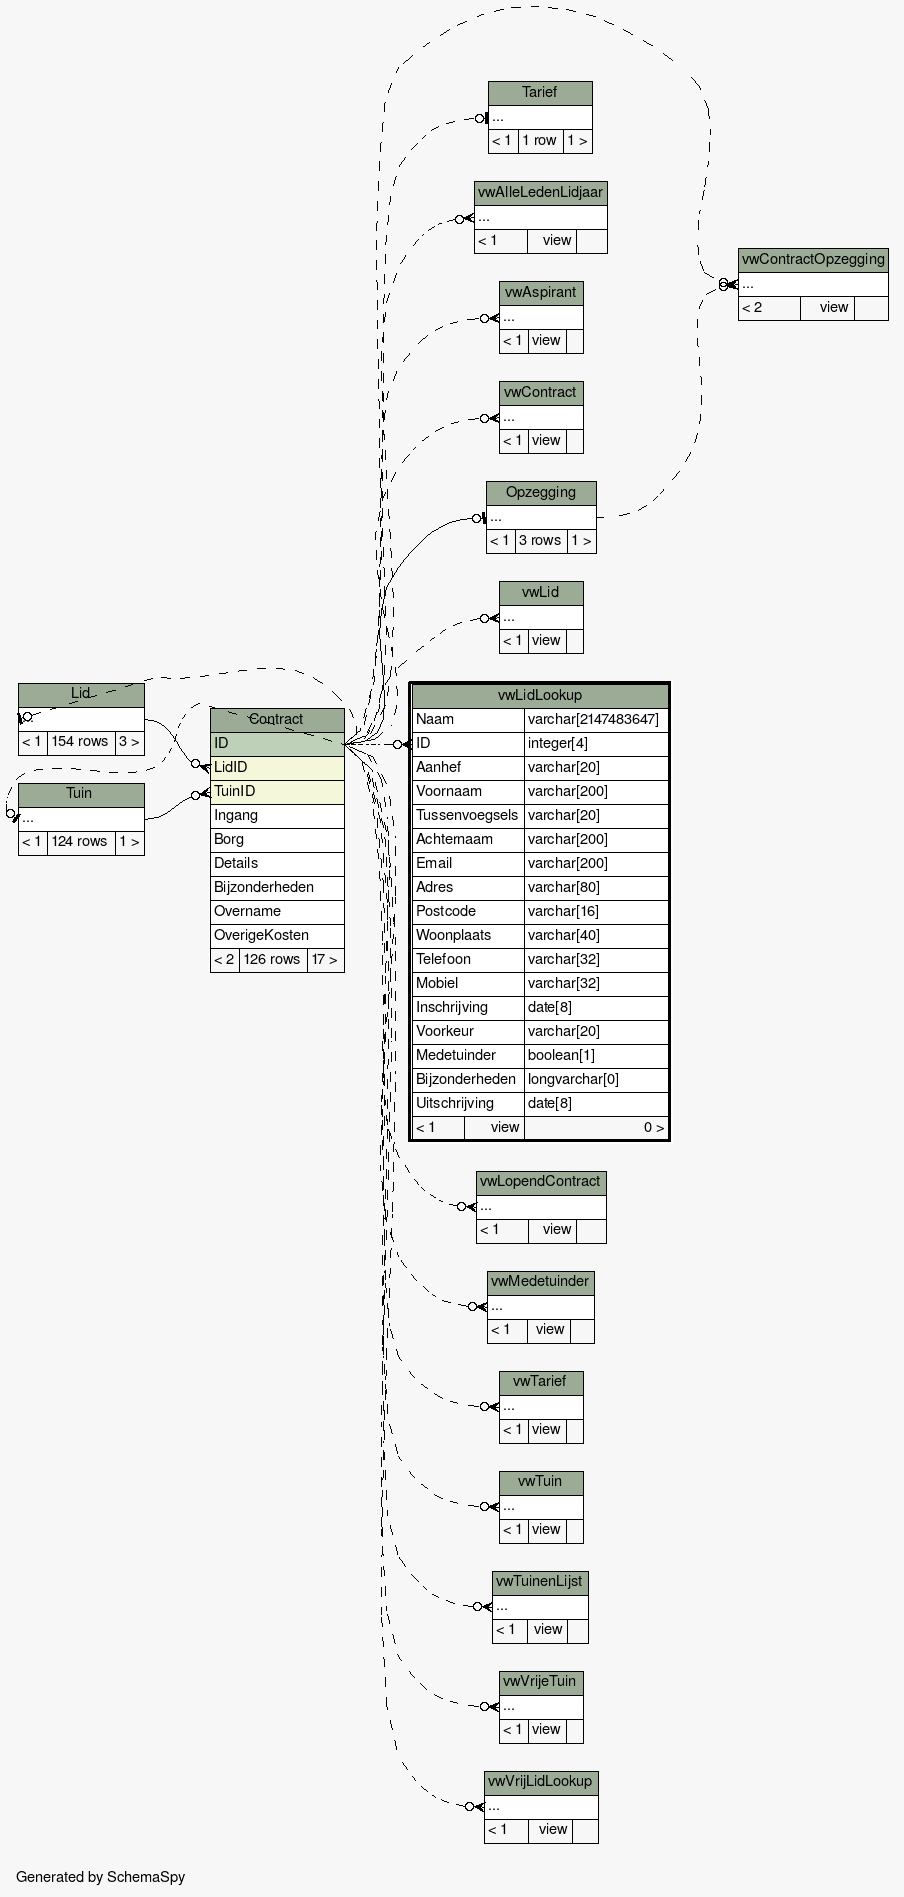 Tarief
...
< 1 1 row 1 >
vwAlleLedenLidjaar
...
< 1 view
vwContractOpzegging
...
< 2 view
vwAspirant
...
< 1 view
vwContract
...
< 1 view
Opzegging
...
< 1 3 rows 1 >
vwLid
...
< 1 view
Lid
...
< 1 154 rows 3 >
Tuin
...
< 1 124 rows 1 >
Contract
ID
LidID
TuinID
Ingang
Borg
Details
Bijzonderheden
Overname
OverigeKosten
< 2 126 rows 17 >
vwLidLookup
Naam varchar[2147483647]
ID integer[4]
Aanhef varchar[20]
Voornaam varchar[200]
Tussenvoegsels varchar[20]
Achternaam varchar[200]
Email varchar[200]
Adres varchar[80]
Postcode varchar[16]
Woonplaats varchar[40]
Telefoon varchar[32]
Mobiel varchar[32]
Inschrijving date[8]
Voorkeur varchar[20]
Medetuinder boolean[1]
Bijzonderheden longvarchar[0]
Uitschrijving date[8]
< 1 view 0 >
vwLopendContract
...
< 1 view
vwMedetuinder
...
< 1 view
vwTarief
...
< 1 view
vwTuin
...
< 1 view
vwTuinenLijst
...
< 1 view
vwVrijeTuin
...
< 1 view
vwVrijLidLookup
...
< 1 view
Generated by SchemaSpy